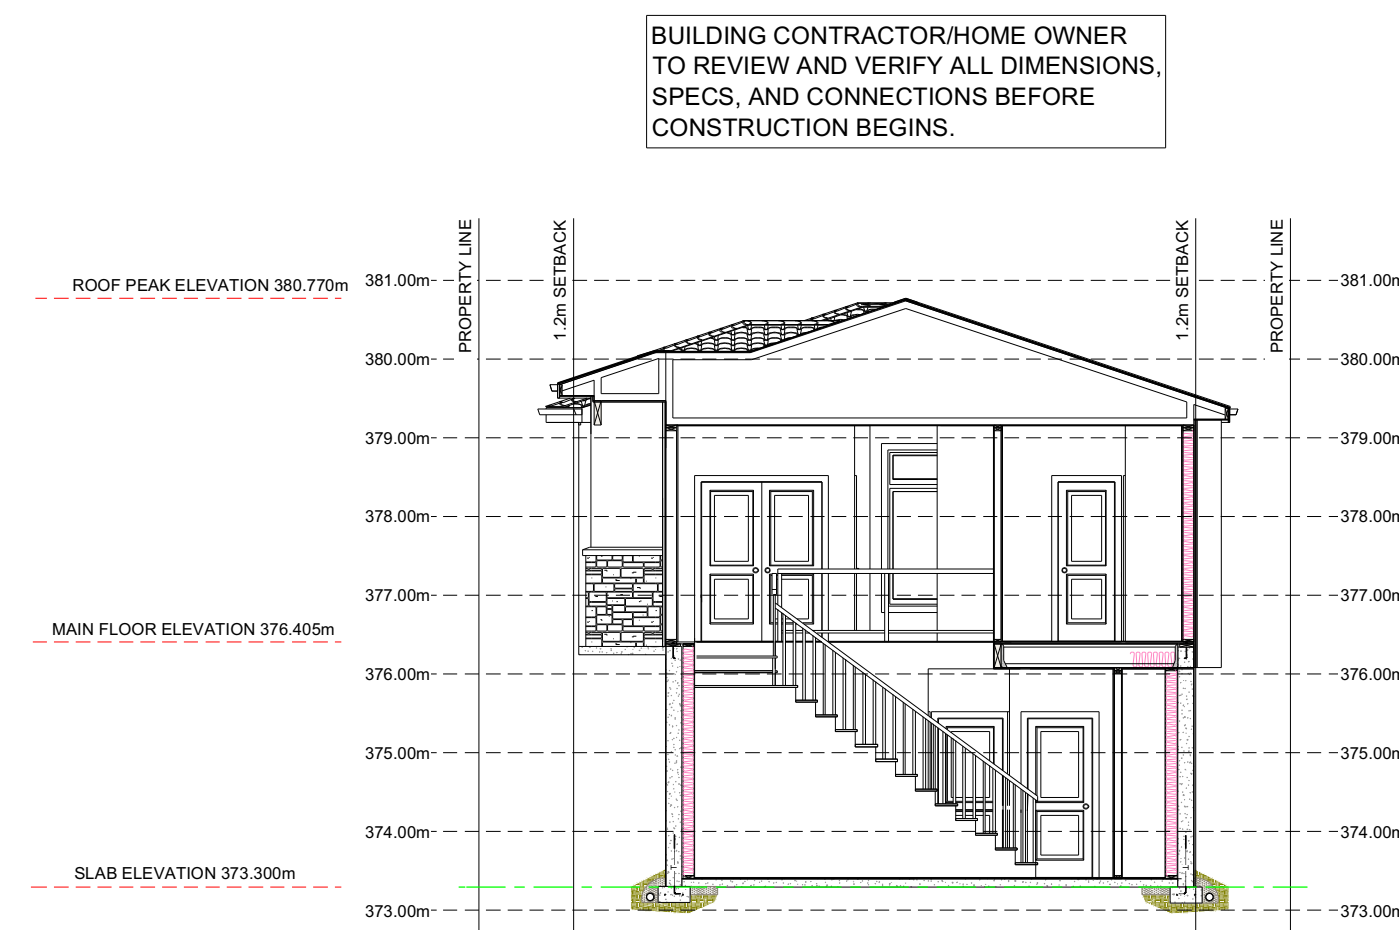 BUILDING CONTRACTOR/HOME OWNER
TO REVIEW AND VERIFY ALL DIMENSIONS,
SPECS, AND CONNECTIONS BEFORE
CONSTRUCTION BEGINS.
PROPERTY LINE
1.2m SETBACK
1.2m SETBACK
PROPERTY LINE
ROOF PEAK ELEVATION 380.770m
381.00m
381.00m
380.00m
380.00m
379.00m
379.00m
378.00m
378.00m
377.00m
377.00m
MAIN FLOOR ELEVATION 376.405m
376.00m
376.00m
375.00m
375.00m
374.00m
374.00m
SLAB ELEVATION 373.300m
373.00m
373.00m